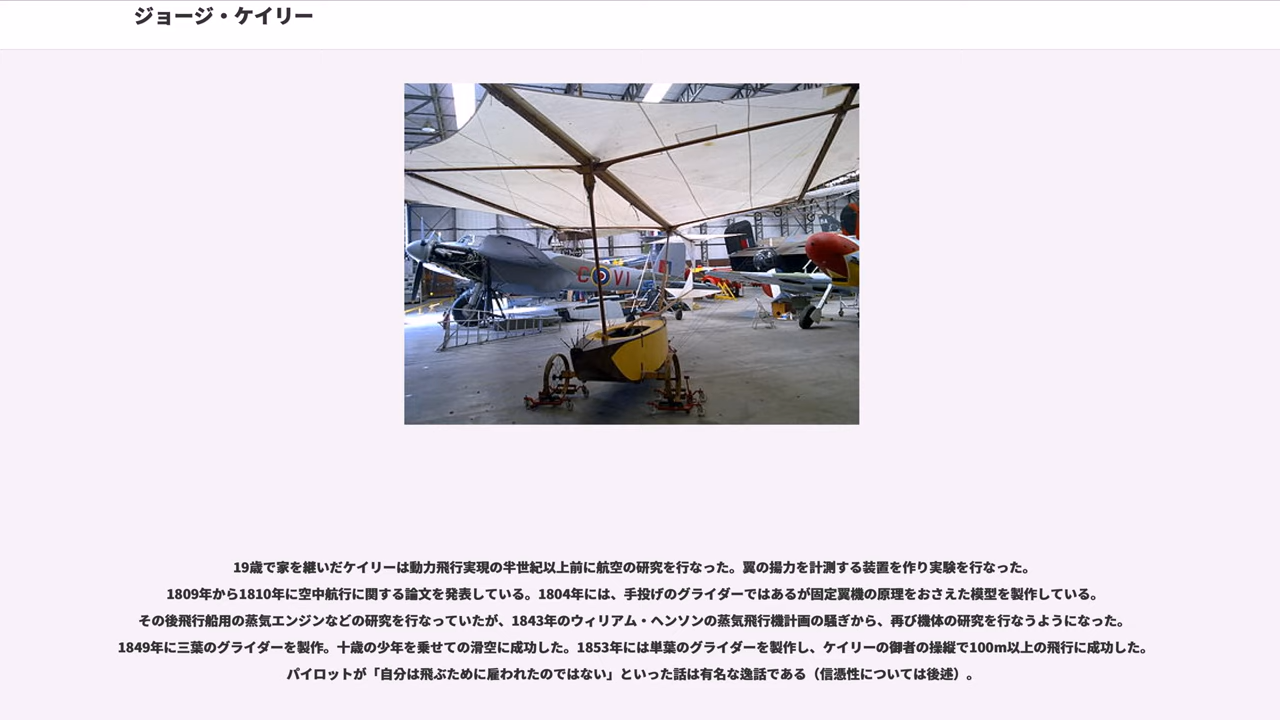 ジョージ・ケイリー
C VI
19歳で家を継いだケイリーは動力飛行実現の半世紀以上前に航空の研究を行なった。翼の揚力を計測する装置を作り実験を行なった。
1809年から1810年に空中航行に関する論文を発表している。1804年には、手投げのグライダーではあるが固定翼機の原理をおさえた模型を製作している。
その後飛行船用の蒸気エンジンなどの研究を行なっていたが、1843年のウィリアム・ヘンソンの蒸気飛行機計画の騒ぎから、再び機体の研究を行なうようになった。
1849年に三葉のグライダーを製作。十歳の少年を乗せての滑空に成功した。1853年には単葉のグライダーを製作し、ケイリーの御者の操縦で100m以上の飛行に成功した。
パイロットが「自分は飛ぶために雇われたのではない」といった話は有名な逸話である（信憑性については後述）。